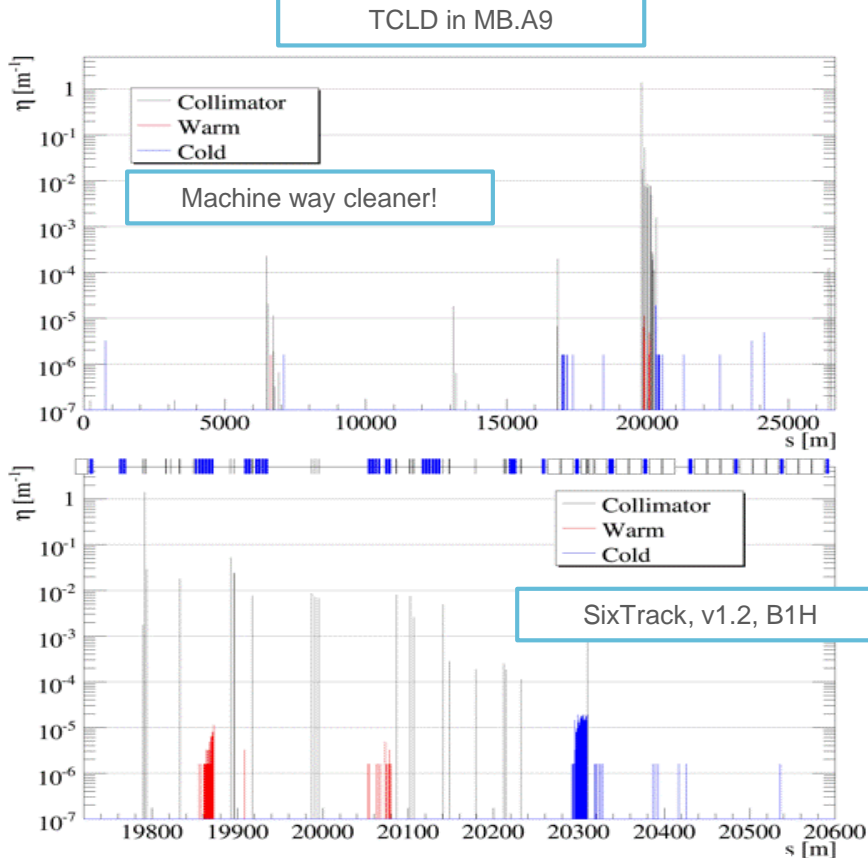 TCLD in MB.A9
η [m⁻¹]
Collimator
Warm
Cold
Machine way cleaner!
1
10⁻¹
10⁻²
10⁻³
10⁻⁴
10⁻⁵
10⁻⁶
10⁻⁷
0 5000 10000 15000 20000 25000
s [m]
η [m⁻¹]
Collimator
Warm
Cold
SixTrack, v1.2, B1H
1
10⁻¹
10⁻²
10⁻³
10⁻⁴
10⁻⁵
10⁻⁶
10⁻⁷
19800 19900 20000 20100 20200 20300 20400 20500 20600
s [m]